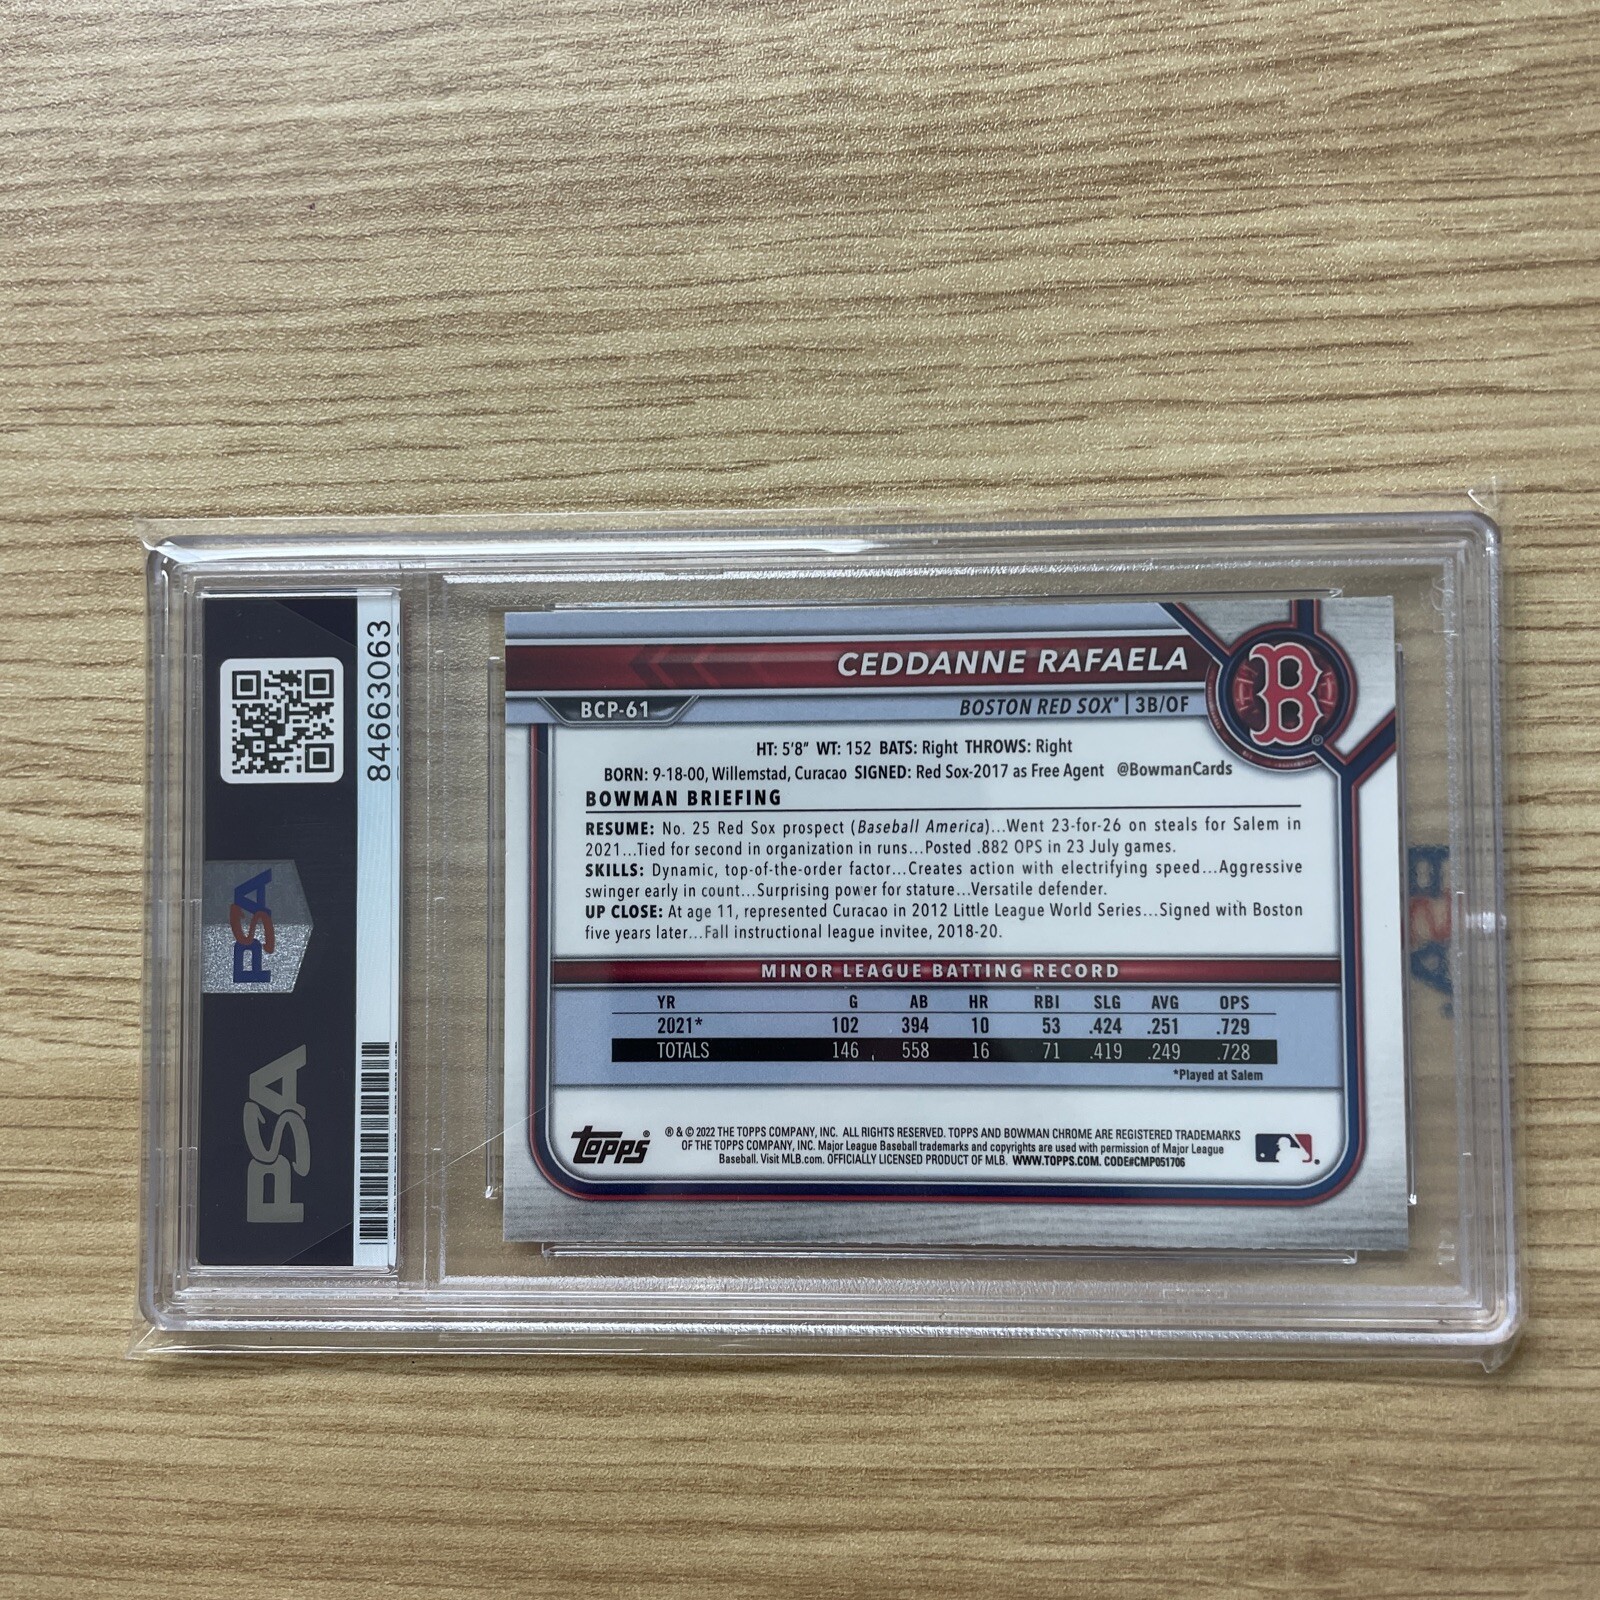 84663063
PSA
PSA
CEDDANNE RAFAELA
BCP-61
BOSTON RED SOX® | 3B/OF
B
HT: 5'8" WT: 152 BATS: Right THROWS: Right
BORN: 9-18-00, Willemstad, Curacao SIGNED: Red Sox-2017 as Free Agent @BowmanCards
BOWMAN BRIEFING
RESUME: No. 25 Red Sox prospect (Baseball America)...Went 23-for-26 on steals for Salem in
2021...Tied for second in organization in runs...Posted .882 OPS in 23 July games.
SKILLS: Dynamic, top-of-the-order factor...Creates action with electrifying speed...Aggressive
swinger early in count...Surprising power for stature...Versatile defender.
UP CLOSE: At age 11, represented Curacao in 2012 Little League World Series...Signed with Boston
five years later...Fall instructional league invitee, 2018-20.
MINOR LEAGUE BATTING RECORD
YR G AB HR RBI SLG AVG OPS
2021* 102 394 10 53 .424 .251 .729
TOTALS 146 558 16 71 .419 .249 .728
*Played at Salem
topps®
® & © 2022 THE TOPPS COMPANY, INC. ALL RIGHTS RESERVED. TOPPS AND BOWMAN CHROME ARE REGISTERED TRADEMARKS
OF THE TOPPS COMPANY, INC. Major League Baseball trademarks and copyrights are used with permission of Major League
Baseball. Visit MLB.com. OFFICIALLY LICENSED PRODUCT OF MLB. WWW.TOPPS.COM. CODE#CMP051706
PSA